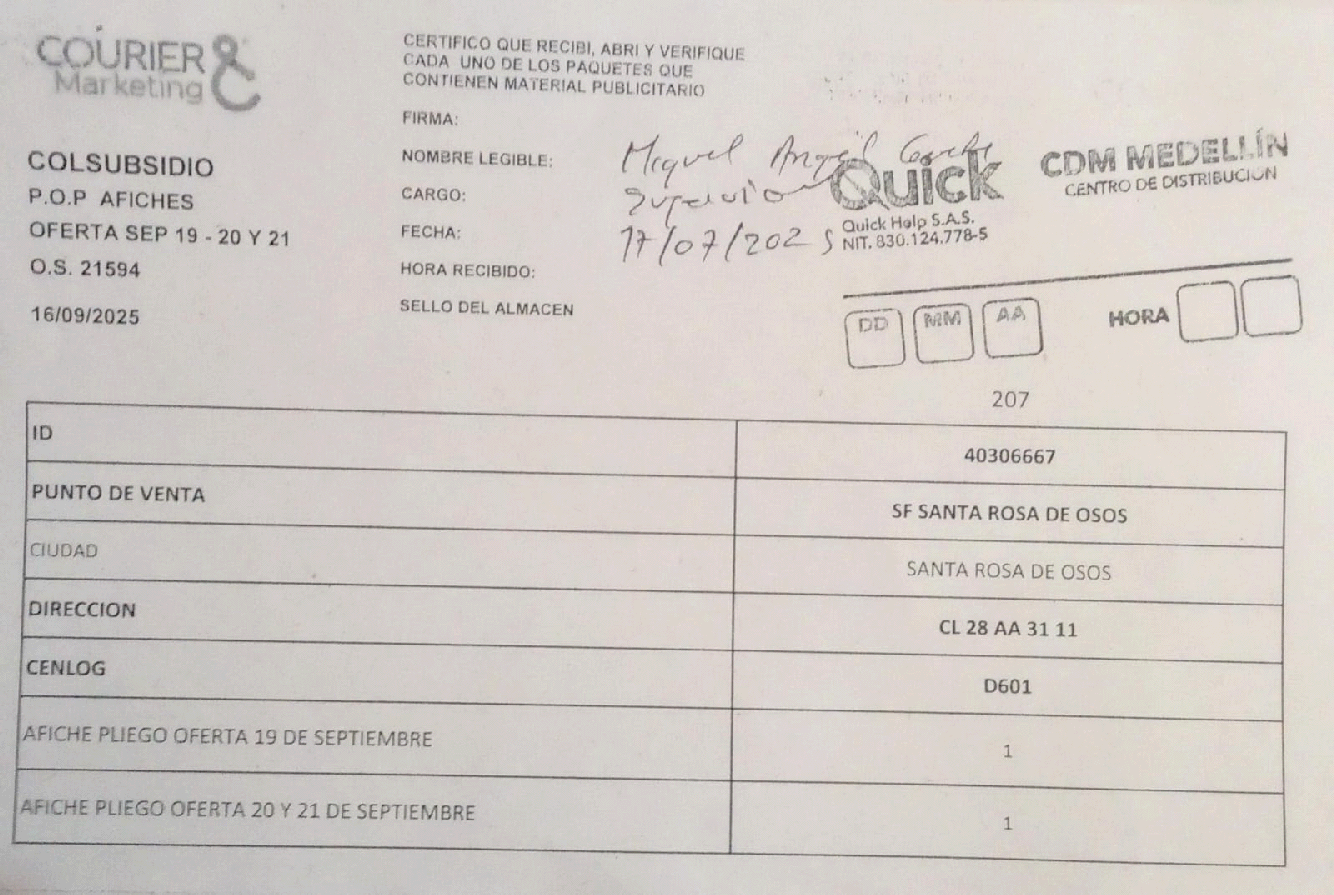 COURIER &
Marketing
COLSUBSIDIO
P.O.P AFICHES
OFERTA SEP 19 - 20 Y 21
O.S. 21594
16/09/2025
CERTIFICO QUE RECIBI, ABRI Y VERIFIQUE
CADA UNO DE LOS PAQUETES QUE
CONTIENEN MATERIAL PUBLICITARIO
FIRMA:
NOMBRE LEGIBLE: Miguel Angel
CARGO:
FECHA: 17/07/2025
HORA RECIBIDO:
SELLO DEL ALMACEN
Quick
Quick Help S.A.S.
NIT. 830.124.778-5
CDM MEDELLÍN
CENTRO DE DISTRIBUCIÓN
DD MM AA HORA
207
ID 40306667
PUNTO DE VENTA SF SANTA ROSA DE OSOS
CIUDAD SANTA ROSA DE OSOS
DIRECCION CL 28 AA 31 11
CENLOG D601
AFICHE PLIEGO OFERTA 19 DE SEPTIEMBRE 1
AFICHE PLIEGO OFERTA 20 Y 21 DE SEPTIEMBRE 1